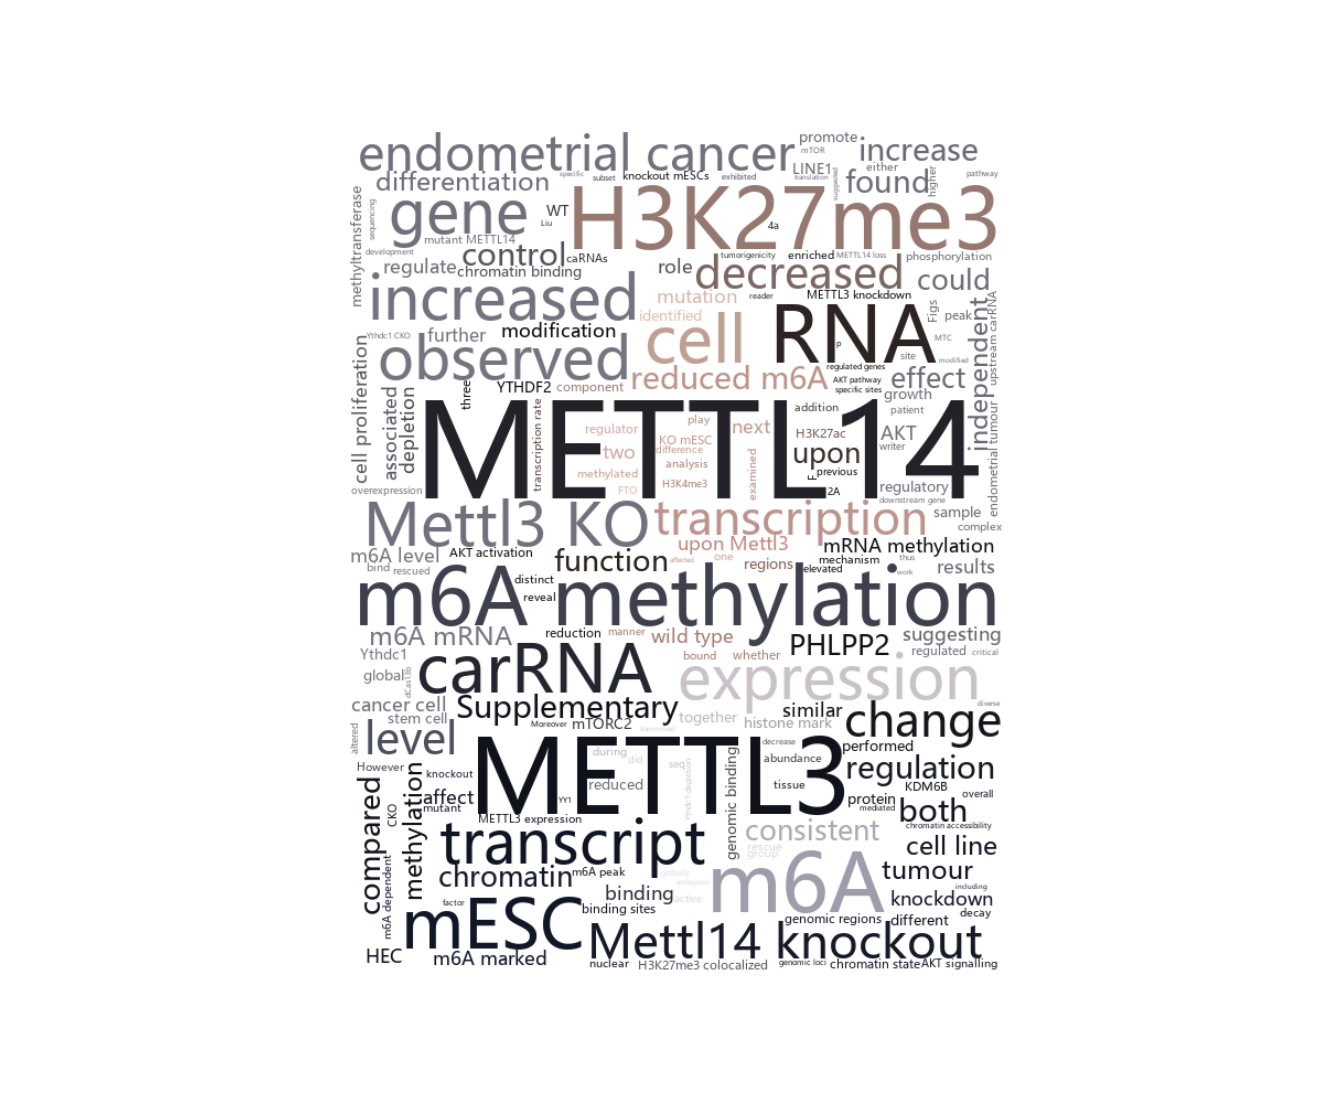 endometrial cancer
promote
mTOR
increase
either
LINE1
differentiation
specific
subset
knockout mESCs
exhibited
translation
suggested
found
higher
pathway
methyltransferase
sequencing
gene
WT
Liu
H3K27me3
4a
mutant METTL14
development
control
caRNAs
regulate
chromatin binding
role
tumorigenicity
enriched
METTL14 loss
phosphorylation
decreased
could
increased
mutation
reader
METTL3 knockdown
identified
cell
RNA
Figs
peak
MTC
independent
upstream carRNA
Ythdc1 CKO
further
modification
observed
P
site
modified
regulated genes
reduced m6A
AKT pathway
specific sites
effect
growth
cell proliferation
associated
depletion
three
YTHDF2
component
METTL14
transcription rate
regulator
play
next
addition
patient
KO mESC
difference
two
analysis
methylated
H3K4me3
FTO
examined
H3K27ac
upon
previous
F
2A
AKT
writer
regulatory
downstream gene
endometrial tumour
overexpression
Mettl3 KO
transcription
sample
complex
m6A level
AKT activation
upon Mettl3
mRNA methylation
bind
rescued
function
affected
one
regions
mechanism
elevated
thus
work
results
distinct
reveal
m6A methylation
m6A mRNA
reduction
manner
wild type
PHLPP2
suggesting
Ythdc1
bound
whether
regulated
critical
global
dCas13b
carRNA
expression
cancer cell
stem cell
Supplementary
Moreover
mTORC2
together
histone mark
similar
diverse
change
altered
level
METTL3
during
did
seq
Ythdc1 depletion
genomic binding
decrease
abundance
tissue
performed
regulation
However
knockout
affect
mutant
reduced
YY1
METTL3 expression
KDM6B
overall
protein
mediated
both
compared
CKO
methylation
m6A dependent
transcript
consistent
chromatin accessibility
rescue
group
cell line
chromatin
m6A peak
globally
embryonic
m6A
tumour
including
factor
binding
active
knockdown
decay
mESC
binding sites
genomic regions
different
Mettl14 knockout
HEC
m6A marked
nuclear
H3K27me3 colocalized
genomic loci
chromatin state
AKT signalling